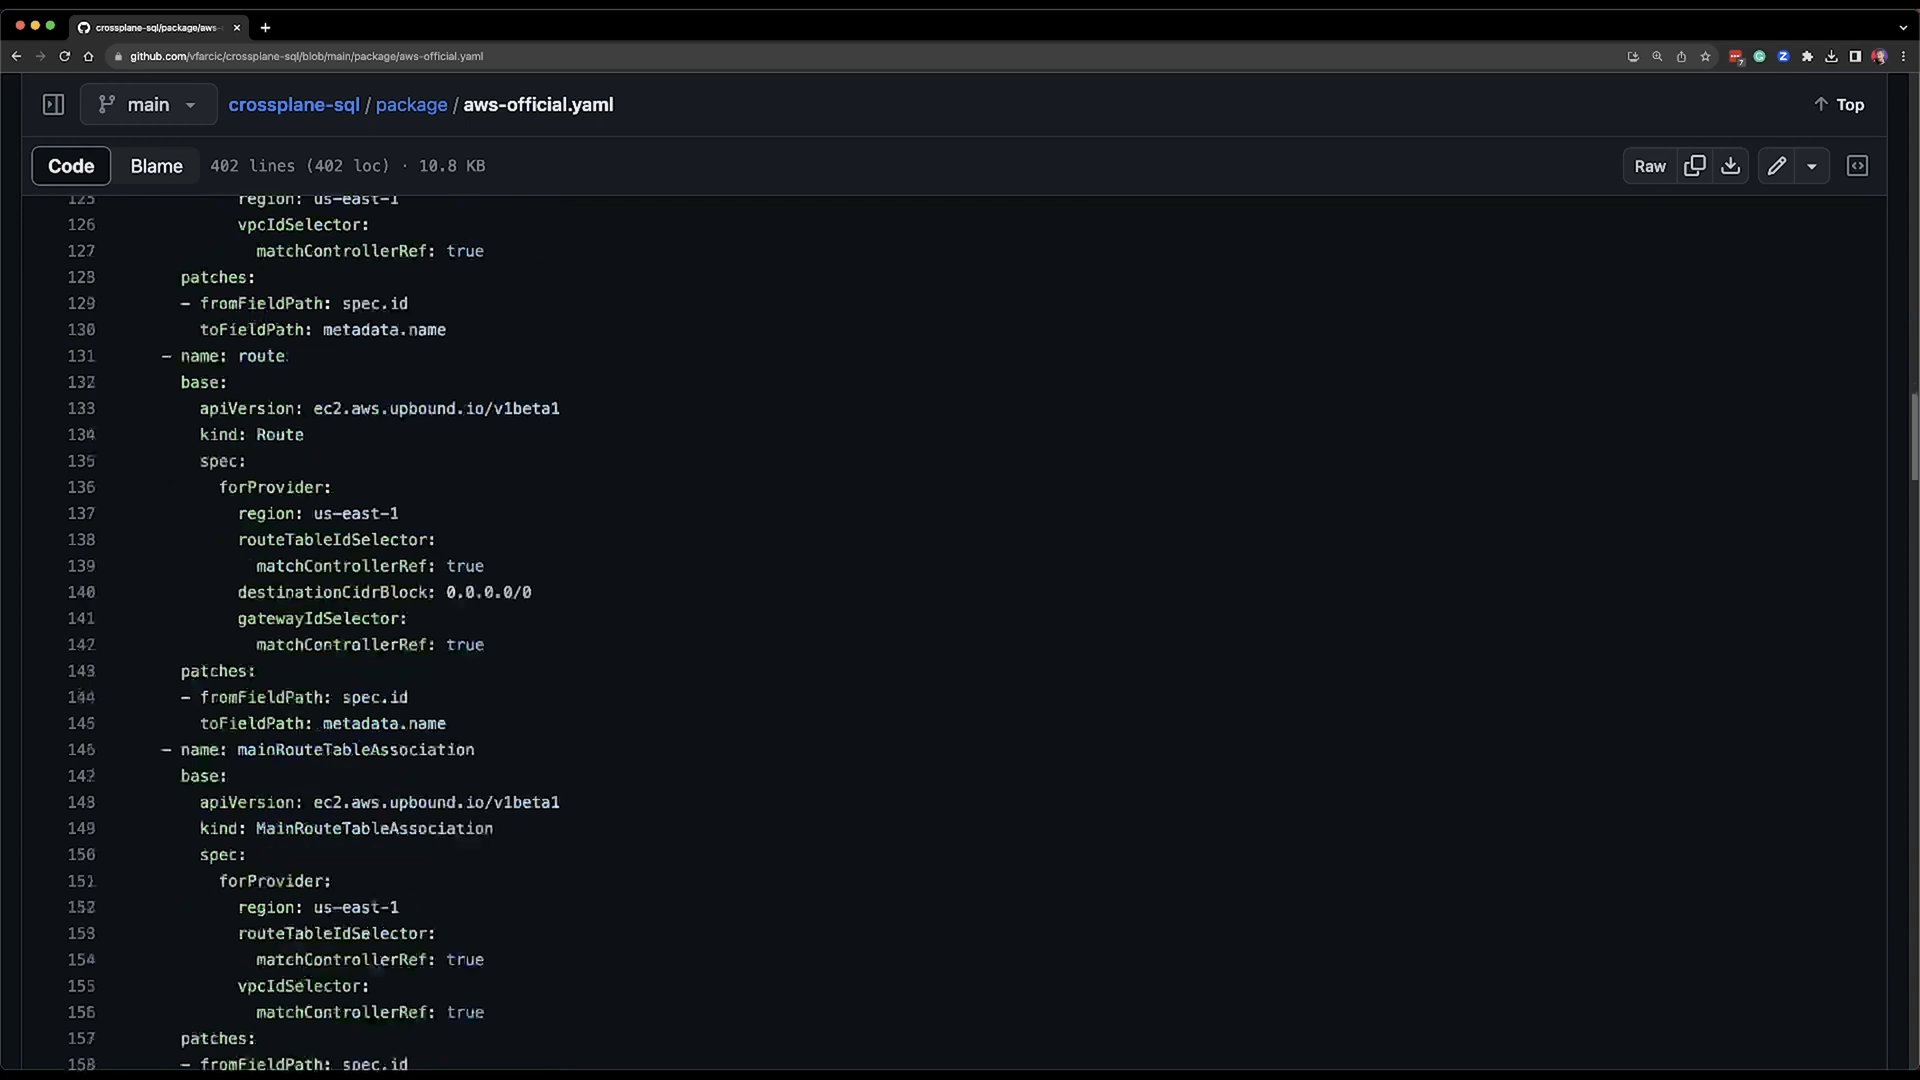 crossplane-sql/package/aws-
github.com/vfarcic/crossplane-sql/blob/main/package/aws-official.yaml
main
crossplane-sql / package / aws-official.yaml
Top
Code
Blame
402 lines (402 loc) · 10.8 KB
Raw
125 region: us-east-1
126 vpcIdSelector:
127 matchControllerRef: true
128 patches:
129 - fromFieldPath: spec.id
130 toFieldPath: metadata.name
131 - name: route
132 base:
133 apiVersion: ec2.aws.upbound.io/v1beta1
134 kind: Route
135 spec:
136 forProvider:
137 region: us-east-1
138 routeTableIdSelector:
139 matchControllerRef: true
140 destinationCidrBlock: 0.0.0.0/0
141 gatewayIdSelector:
142 matchControllerRef: true
143 patches:
144 - fromFieldPath: spec.id
145 toFieldPath: metadata.name
146 - name: mainRouteTableAssociation
147 base:
148 apiVersion: ec2.aws.upbound.io/v1beta1
149 kind: MainRouteTableAssociation
150 spec:
151 forProvider:
152 region: us-east-1
153 routeTableIdSelector:
154 matchControllerRef: true
155 vpcIdSelector:
156 matchControllerRef: true
157 patches:
158 - fromFieldPath: spec.id